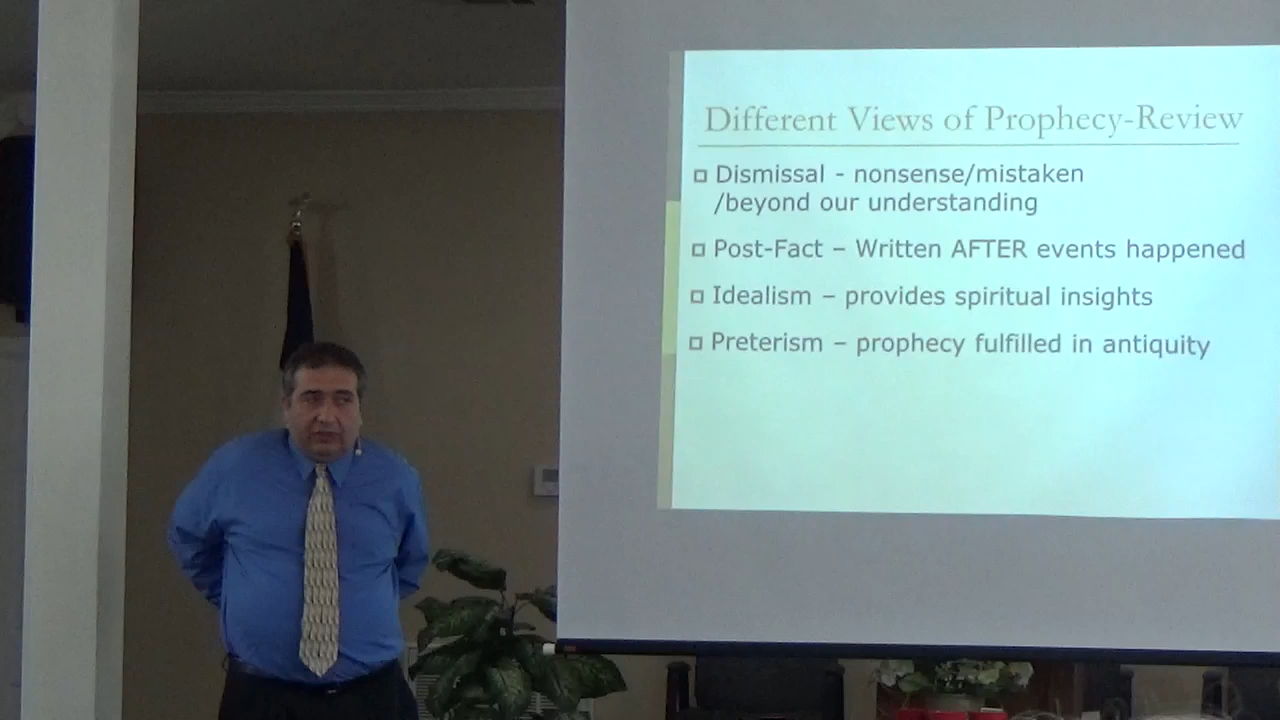 Different Views of Prophecy-Review
Dismissal - nonsense/mistaken
/beyond our understanding
Post-Fact – Written AFTER events happened
Idealism – provides spiritual insights
Preterism – prophecy fulfilled in antiquity